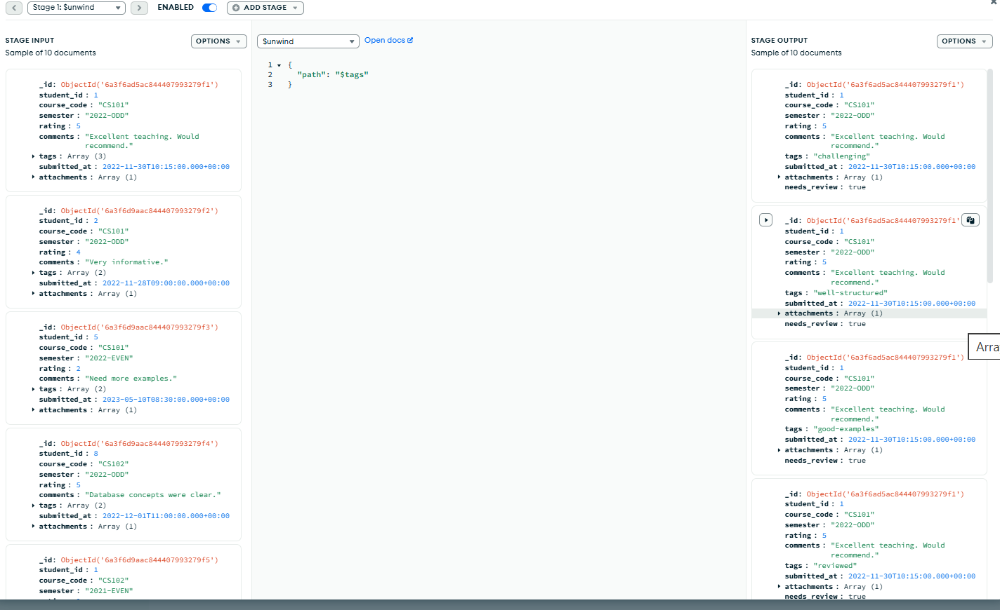 Stage 1: $unwind
ENABLED
ADD STAGE
STAGE INPUT
OPTIONS
Sample of 10 documents
_id: ObjectId('6a3f6ad5ac844407993279f1')
student_id : 1
course_code : "CS101"
semester : "2022-ODD"
rating : 5
comments : "Excellent teaching. Would
recommend."
tags : Array (3)
submitted_at : 2022-11-30T10:15:00.000+00:00
attachments : Array (1)
_id: ObjectId('6a3f6d9aac844407993279f2')
student_id : 2
course_code : "CS101"
semester : "2022-ODD"
rating : 4
comments : "Very informative."
tags : Array (2)
submitted_at : 2022-11-28T09:00:00.000+00:00
attachments : Array (1)
_id: ObjectId('6a3f6d9aac844407993279f3')
student_id : 5
course_code : "CS101"
semester : "2022-EVEN"
rating : 2
comments : "Need more examples."
tags : Array (2)
submitted_at : 2023-05-10T08:30:00.000+00:00
attachments : Array (1)
_id: ObjectId('6a3f6d9aac844407993279f4')
student_id : 8
course_code : "CS102"
semester : "2022-ODD"
rating : 5
comments : "Database concepts were clear."
tags : Array (2)
submitted_at : 2022-12-01T11:00:00.000+00:00
attachments : Array (1)
_id: ObjectId('6a3f6d9aac844407993279f5')
student_id : 1
course_code : "CS102"
semester : "2021-EVEN"
$unwind
Open docs
1 {
2 "path": "$tags"
3 }
STAGE OUTPUT
OPTIONS
Sample of 10 documents
_id: ObjectId('6a3f6ad5ac844407993279f1')
student_id : 1
course_code : "CS101"
semester : "2022-ODD"
rating : 5
comments : "Excellent teaching. Would
recommend."
tags : "challenging"
submitted_at : 2022-11-30T10:15:00.000+00:00
attachments : Array (1)
needs_review : true
_id: ObjectId('6a3f6ad5ac844407993279f1'
student_id : 1
course_code : "CS101"
semester : "2022-ODD"
rating : 5
comments : "Excellent teaching. Would
recommend."
tags : "well-structured"
submitted_at : 2022-11-30T10:15:00.000+00:00
attachments : Array (1)
needs_review : true
Arra
_id: ObjectId('6a3f6ad5ac844407993279f1')
student_id : 1
course_code : "CS101"
semester : "2022-ODD"
rating : 5
comments : "Excellent teaching. Would
recommend."
tags : "good-examples"
submitted_at : 2022-11-30T10:15:00.000+00:00
attachments : Array (1)
needs_review : true
_id: ObjectId('6a3f6ad5ac844407993279f1')
student_id : 1
course_code : "CS101"
semester : "2022-ODD"
rating : 5
comments : "Excellent teaching. Would
recommend."
tags : "reviewed"
submitted_at : 2022-11-30T10:15:00.000+00:00
attachments : Array (1)
needs_review : true